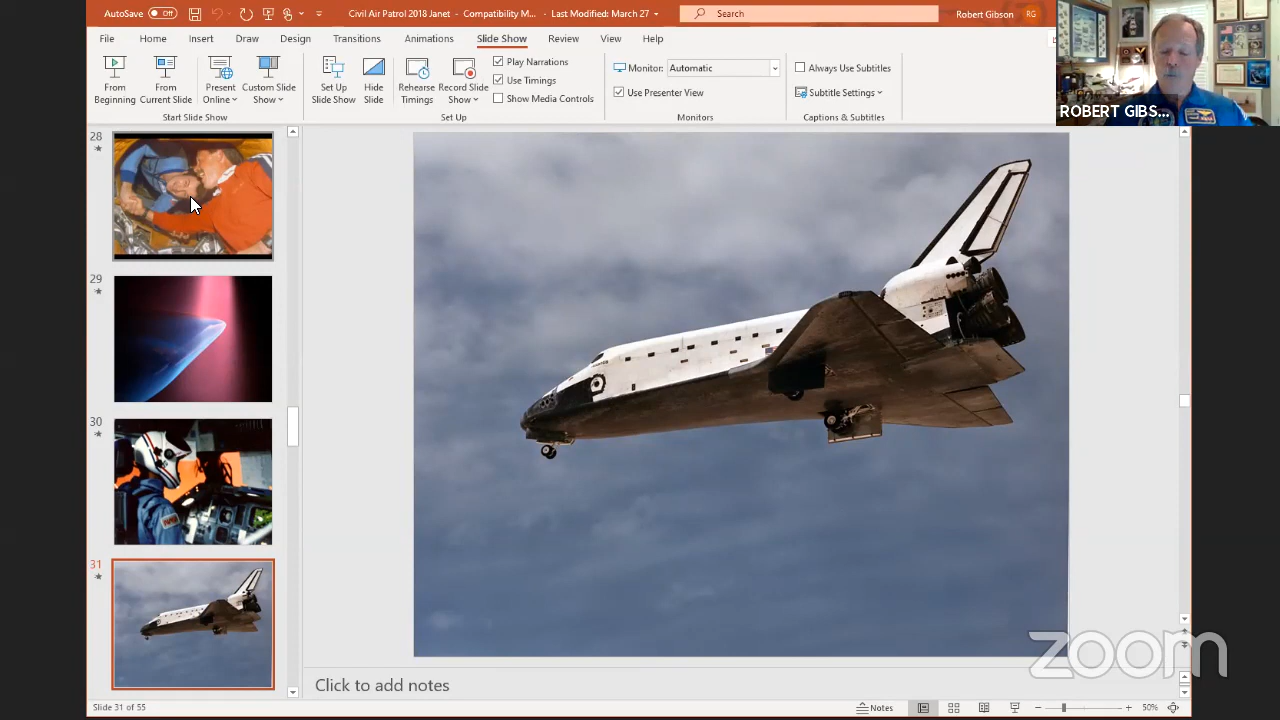 AutoSave Off Civil Air Patrol 2018 Janet - Compatibility M... - Last Modified: March 27 Search Robert Gibson RG
File Home Insert Draw Design Transitions Animations Slide Show Review View Help
From Beginning
From Current Slide
Present Online
Custom Slide Show
Start Slide Show
Set Up Slide Show
Hide Slide
Rehearse Timings
Record Slide Show
Play Narrations
Use Timings
Show Media Controls
Set Up
Monitor: Automatic
Use Presenter View
Monitors
Always Use Subtitles
Subtitle Settings
Captions & Subtitles
ROBERT GIBS...
28
29
30
31
zoom
Click to add notes
Slide 31 of 55 Notes 50%